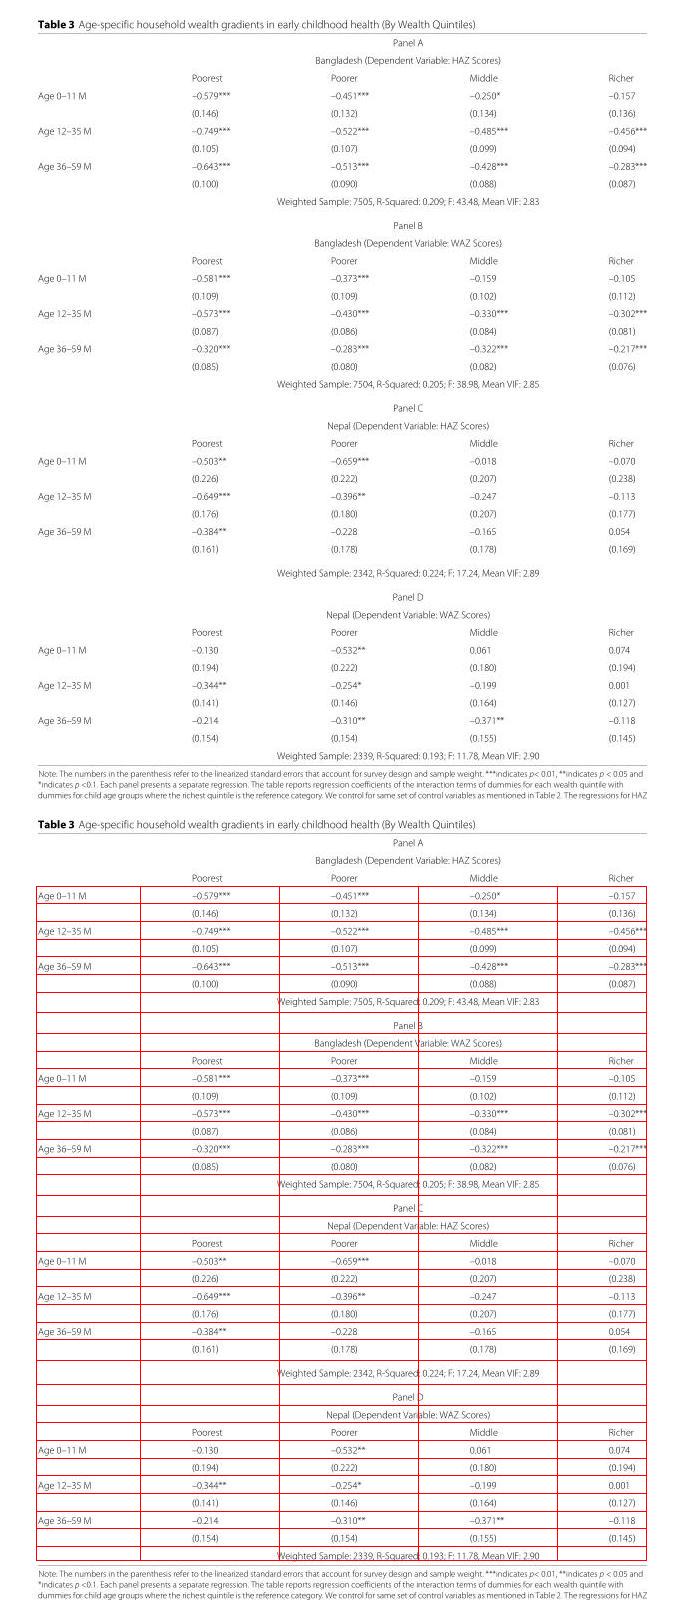 Table 3 Age-specific household wealth gradients in early childhood health (By Wealth Quintiles)
Panel A
Bangladesh (Dependent Variable: HAZ Scores)
Poorest Poorer Middle Richer
Age 0–11 M −0.579*** −0.451*** −0.250* −0.157
(0.146) (0.132) (0.134) (0.136)
Age 12–35 M −0.749*** −0.522*** −0.485*** −0.456***
(0.105) (0.107) (0.099) (0.094)
Age 36–59 M −0.643*** −0.513*** −0.428*** −0.283***
(0.100) (0.090) (0.088) (0.087)
Weighted Sample: 7505, R-Squared: 0.209; F: 43.48, Mean VIF: 2.83
Panel B
Bangladesh (Dependent Variable: WAZ Scores)
Poorest Poorer Middle Richer
Age 0–11 M −0.581*** −0.373*** −0.159 −0.105
(0.109) (0.109) (0.102) (0.112)
Age 12–35 M −0.573*** −0.430*** −0.330*** −0.302***
(0.087) (0.086) (0.084) (0.081)
Age 36–59 M −0.320*** −0.283*** −0.322*** −0.217***
(0.085) (0.080) (0.082) (0.076)
Weighted Sample: 7504, R-Squared: 0.205; F: 38.98, Mean VIF: 2.85
Panel C
Nepal (Dependent Variable: HAZ Scores)
Poorest Poorer Middle Richer
Age 0–11 M −0.503** −0.659*** −0.018 −0.070
(0.226) (0.222) (0.207) (0.238)
Age 12–35 M −0.649*** −0.396** −0.247 −0.113
(0.176) (0.180) (0.207) (0.177)
Age 36–59 M −0.384** −0.228 −0.165 0.054
(0.161) (0.178) (0.178) (0.169)
Weighted Sample: 2342, R-Squared: 0.224; F: 17.24, Mean VIF: 2.89
Panel D
Nepal (Dependent Variable: WAZ Scores)
Poorest Poorer Middle Richer
Age 0–11 M −0.130 −0.532** 0.061 0.074
(0.194) (0.222) (0.180) (0.194)
Age 12–35 M −0.344** −0.254* −0.199 0.001
(0.141) (0.146) (0.164) (0.127)
Age 36–59 M −0.214 −0.310** −0.371** −0.118
(0.154) (0.154) (0.155) (0.145)
Weighted Sample: 2339, R-Squared: 0.193; F: 11.78, Mean VIF: 2.90
Note. The numbers in the parenthesis refer to the linearized standard errors that account for survey design and sample weight. ***indicates p< 0.01, **indicates p < 0.05 and
*indicates p <0.1. Each panel presents a separate regression. The table reports regression coefficients of the interaction terms of dummies for each wealth quintile with
dummies for child age groups where the richest quintile is the reference category. We control for same set of control variables as mentioned in Table 2. The regressions for HAZ
Table 3 Age-specific household wealth gradients in early childhood health (By Wealth Quintiles)
Panel A
Bangladesh (Dependent Variable: HAZ Scores)
Poorest Poorer Middle Richer
Age 0–11 M −0.579*** −0.451*** −0.250* −0.157
(0.146) (0.132) (0.134) (0.136)
Age 12–35 M −0.749*** −0.522*** −0.485*** −0.456***
(0.105) (0.107) (0.099) (0.094)
Age 36–59 M −0.643*** −0.513*** −0.428*** −0.283***
(0.100) (0.090) (0.088) (0.087)
Weighted Sample: 7505, R-Squared: 0.209; F: 43.48, Mean VIF: 2.83
Panel B
Bangladesh (Dependent Variable: WAZ Scores)
Poorest Poorer Middle Richer
Age 0–11 M −0.581*** −0.373*** −0.159 −0.105
(0.109) (0.109) (0.102) (0.112)
Age 12–35 M −0.573*** −0.430*** −0.330*** −0.302***
(0.087) (0.086) (0.084) (0.081)
Age 36–59 M −0.320*** −0.283*** −0.322*** −0.217***
(0.085) (0.080) (0.082) (0.076)
Weighted Sample: 7504, R-Squared: 0.205; F: 38.98, Mean VIF: 2.85
Panel C
Nepal (Dependent Variable: HAZ Scores)
Poorest Poorer Middle Richer
Age 0–11 M −0.503** −0.659*** −0.018 −0.070
(0.226) (0.222) (0.207) (0.238)
Age 12–35 M −0.649*** −0.396** −0.247 −0.113
(0.176) (0.180) (0.207) (0.177)
Age 36–59 M −0.384** −0.228 −0.165 0.054
(0.161) (0.178) (0.178) (0.169)
Weighted Sample: 2342, R-Squared: 0.224; F: 17.24, Mean VIF: 2.89
Panel D
Nepal (Dependent Variable: WAZ Scores)
Poorest Poorer Middle Richer
Age 0–11 M −0.130 −0.532** 0.061 0.074
(0.194) (0.222) (0.180) (0.194)
Age 12–35 M −0.344** −0.254* −0.199 0.001
(0.141) (0.146) (0.164) (0.127)
Age 36–59 M −0.214 −0.310** −0.371** −0.118
(0.154) (0.154) (0.155) (0.145)
Weighted Sample: 2339, R-Squared: 0.193; F: 11.78, Mean VIF: 2.90
Note. The numbers in the parenthesis refer to the linearized standard errors that account for survey design and sample weight. ***indicates p< 0.01, **indicates p < 0.05 and
*indicates p <0.1. Each panel presents a separate regression. The table reports regression coefficients of the interaction terms of dummies for each wealth quintile with
dummies for child age groups where the richest quintile is the reference category. We control for same set of control variables as mentioned in Table 2. The regressions for HAZ